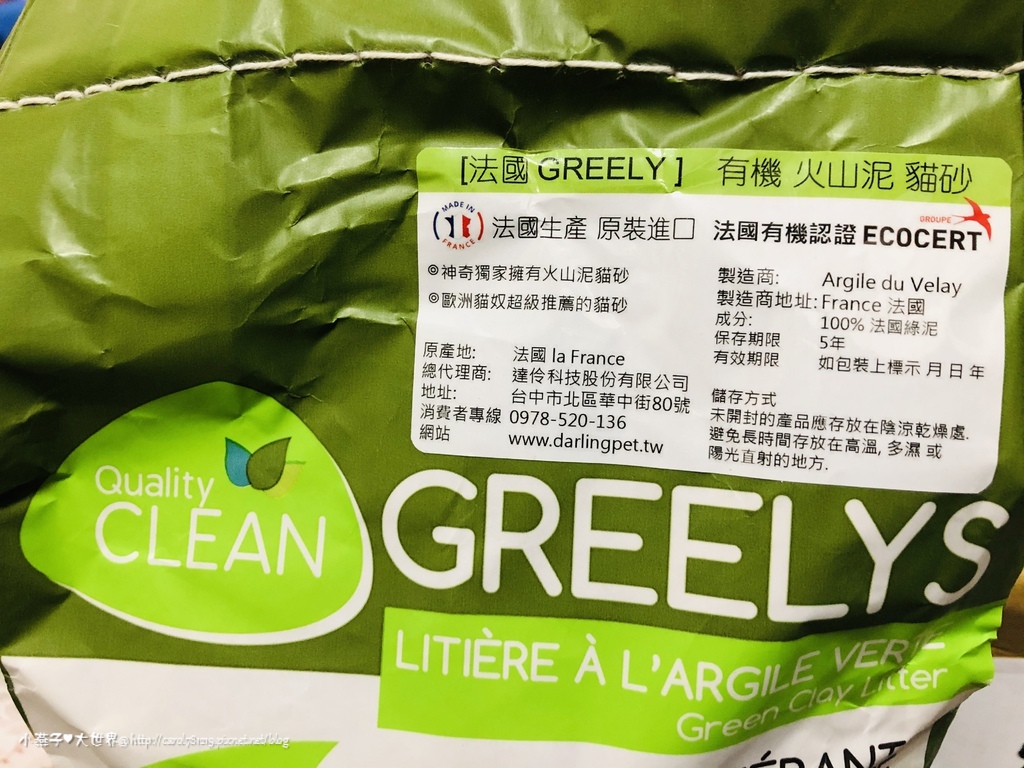 [法國 GREELY ] 有機 火山泥 貓砂
MADE IN
FRANCE
法國生產 原裝進口
◎神奇獨家擁有火山泥貓砂
◎歐洲貓奴超級推薦的貓砂
原產地: 法國 la France
總代理商: 達伶科技股份有限公司
地址: 台中市北區華中街80號
消費者專線 0978-520-136
網站 www.darlingpet.tw
法國有機認證
GROUPE
ECOCERT
製造商: Argile du Velay
製造商地址: France 法國
成分: 100% 法國綠泥
保存期限 5年
有效期限 如包裝上標示 月 日 年
儲存方式
未開封的產品應存放在陰涼乾燥處.
避免長時間存放在高溫, 多濕 或
陽光直射的地方.
Quality
CLEAN
GREELYS
LITIÈRE À L'ARGILE VERTE
Green Clay Litter